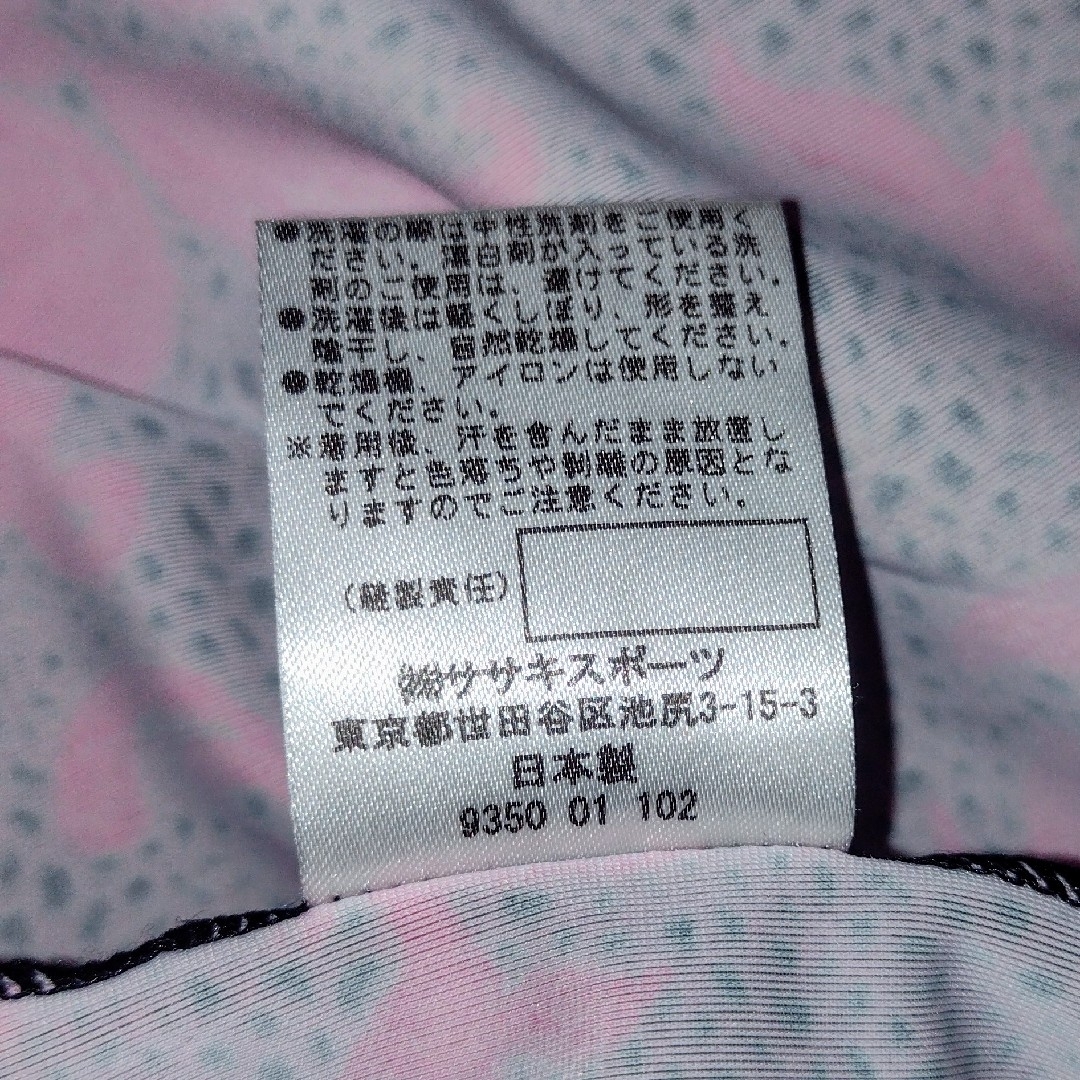 ●洗濯の際は中性洗剤をご使用く
ださい。漂白剤が入っている洗
剤のご使用は、避けてください。
●洗濯後は軽くしぼり、形を整え
陰干し、自然乾燥してください。
●乾燥機、アイロンは使用しない
でください。
※着用後、汗を含んだまま放置し
ますと色落ちや剥離の原因とな
りますのでご注意ください。
(縫製責任)
㈱ササキスポーツ
東京都世田谷区池尻3-15-3
日本製
9350 01 102